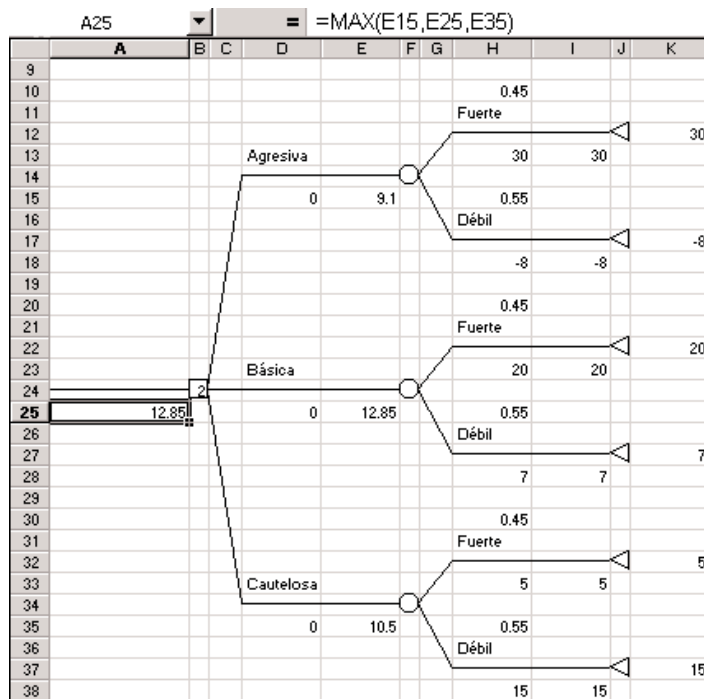 A25 = =MAX(E15,E25,E35)
A B C D E F G H I J K
9
10 0.45
11 Fuerte
12 30
13 Agresiva 30 30
14
15 0 9.1 0.55
16 Débil
17 -8
18 -8 -8
19
20 0.45
21 Fuerte
22 20
23 Básica 20 20
24 2
25 12.85 0 12.85 0.55
26 Débil
27 7
28 7 7
29
30 0.45
31 Fuerte
32 5
33 Cautelosa 5 5
34
35 0 10.5 0.55
36 Débil
37 15
38 15 15